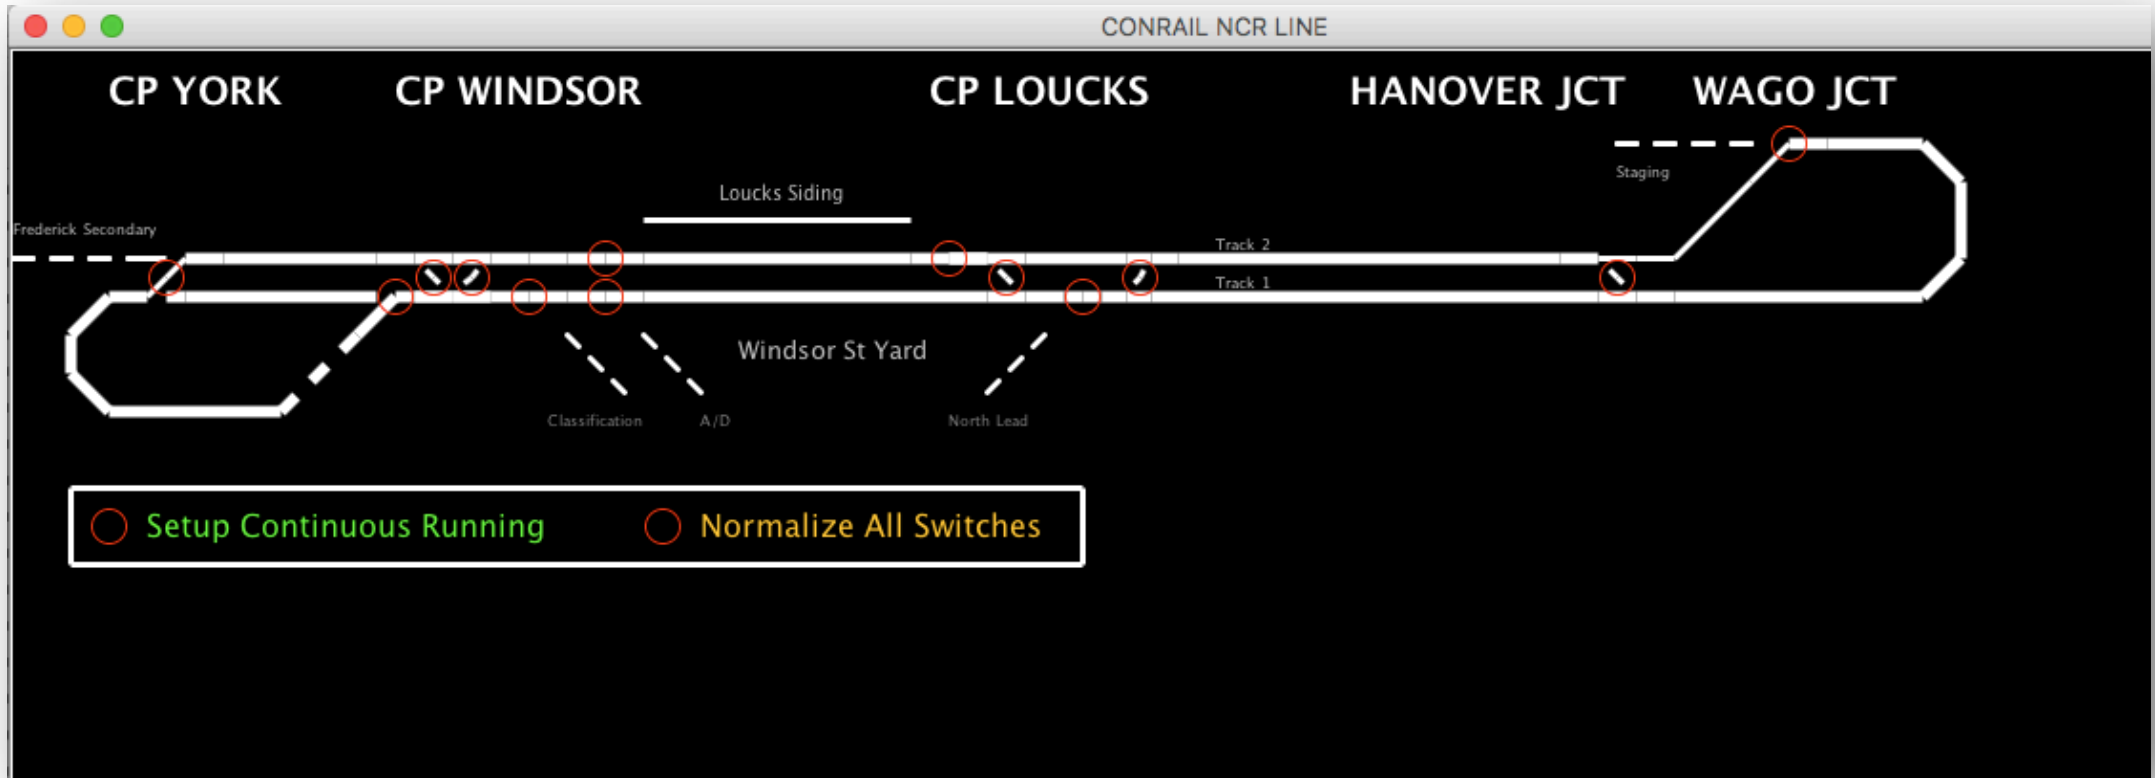 CONRAIL NCR LINE
CP YORK
CP WINDSOR
CP LOUCKS
HANOVER JCT
WAGO JCT
Staging
Loucks Siding
Frederick Secondary
Track 2
Track 1
Windsor St Yard
Classification
A/D
North Lead
Setup Continuous Running
Normalize All Switches